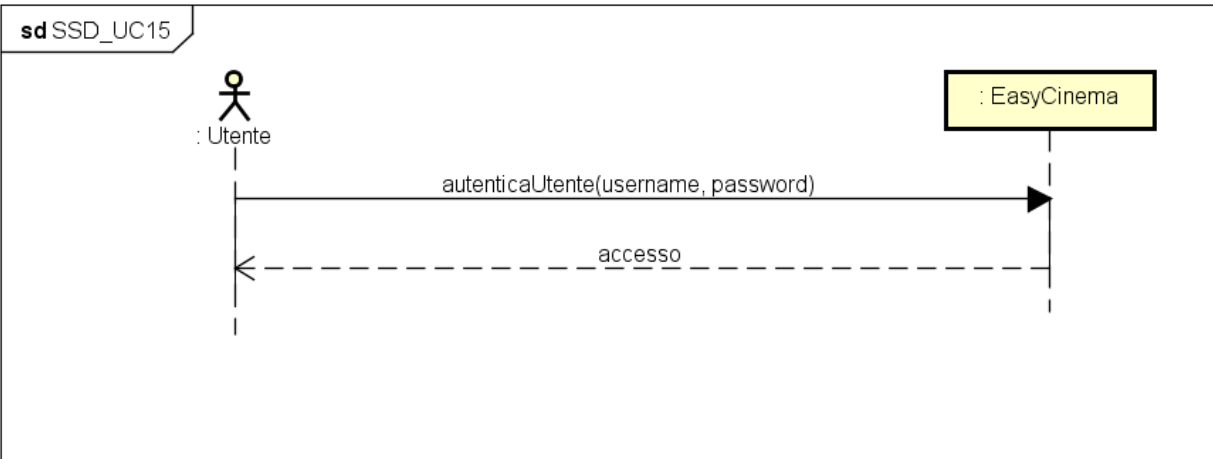 sd SSD_UC15
: Utente
: EasyCinema
autenticaUtente(username, password)
accesso